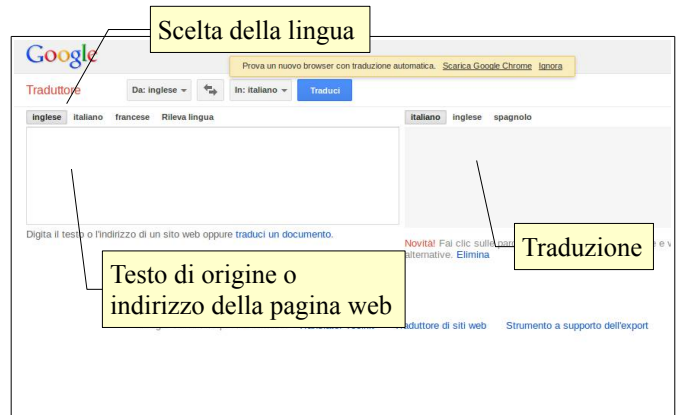 Scelta della lingua
Google
Prova un nuovo browser con traduzione automatica. Scarica Google Chrome Ignora
Traduttore Da: inglese In: italiano Traduci
inglese italiano francese Rileva lingua italiano inglese spagnolo
Digita il testo o l'indirizzo di un sito web oppure traduci un documento.
Novità! Fai clic sulle e v
alternative. Elimina
Traduzione
Testo di origine o
indirizzo della pagina web
di siti web Strumento a supporto dell'export